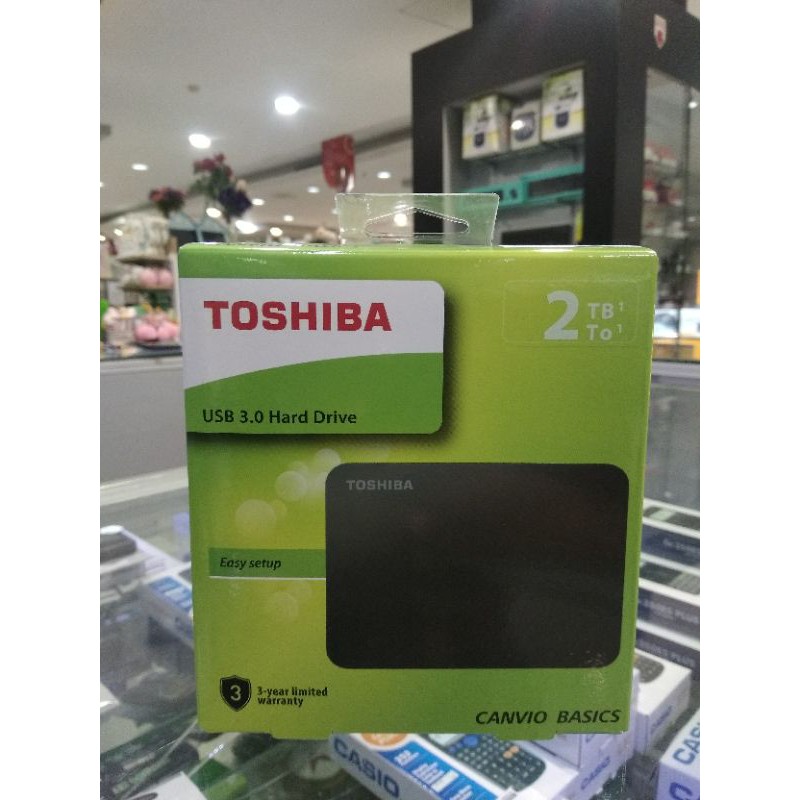 TOSHIBA
2 TB¹
To¹
USB 3.0 Hard Drive
TOSHIBA
Easy setup
3
3-year limited
warranty
CANVIO BASICS
CASIO
CASIO